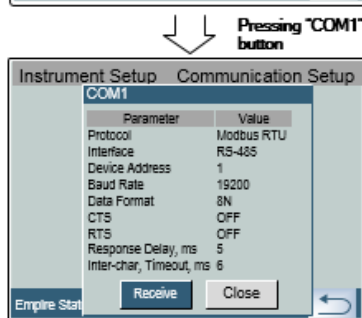 Pressing "COM1"
button
Instrument Setup Communication Setup
COM1
Parameter Value
Protocol Modbus RTU
Interface RS-485
Device Address 1
Baud Rate 19200
Data Format 8N
CTS OFF
RTS OFF
Response Delay, ms 5
Inter-char, Timeout, ms 6
Receive Close
Empire Stat